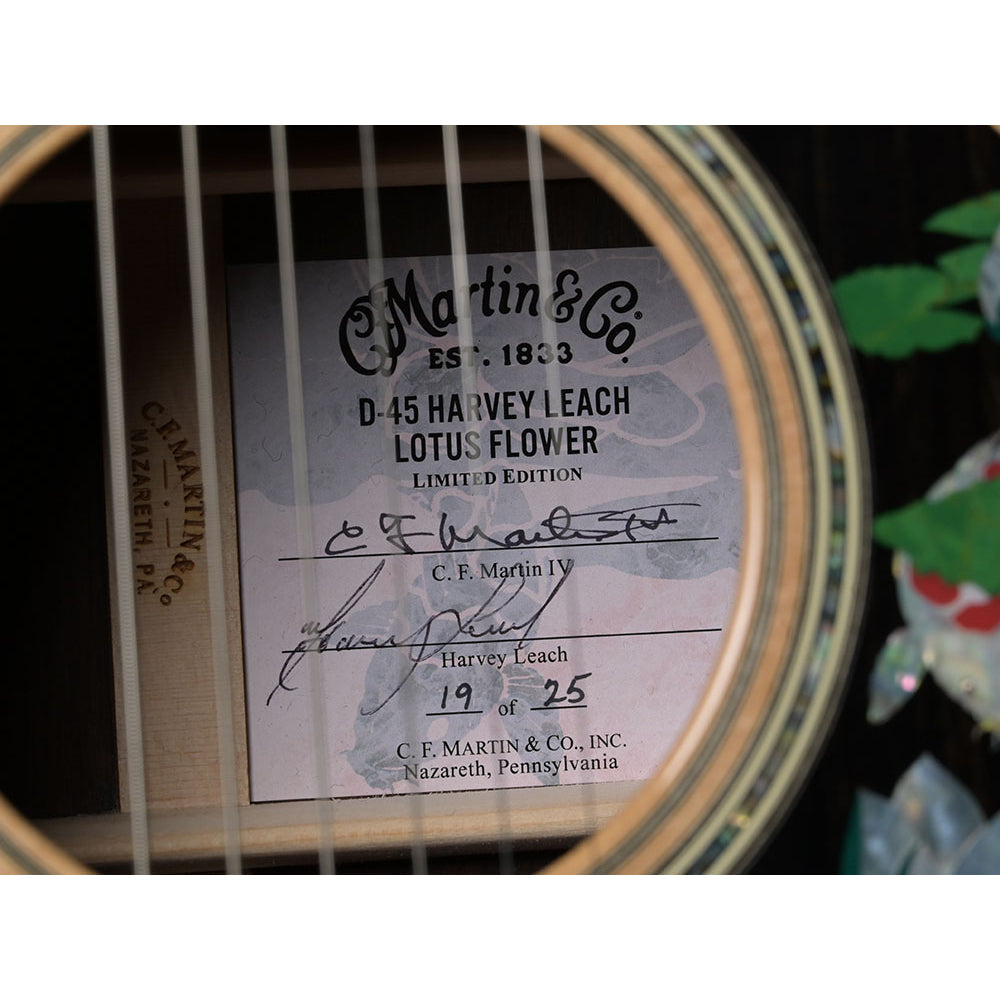 CF Martin & Co.®
EST. 1833
D-45 HARVEY LEACH
LOTUS FLOWER
LIMITED EDITION
C. F. Martin IV
Harvey Leach
19 of 25
C. F. MARTIN & CO., INC.
Nazareth, Pennsylvania
C.F. MARTIN & Co
NAZARETH, PA.